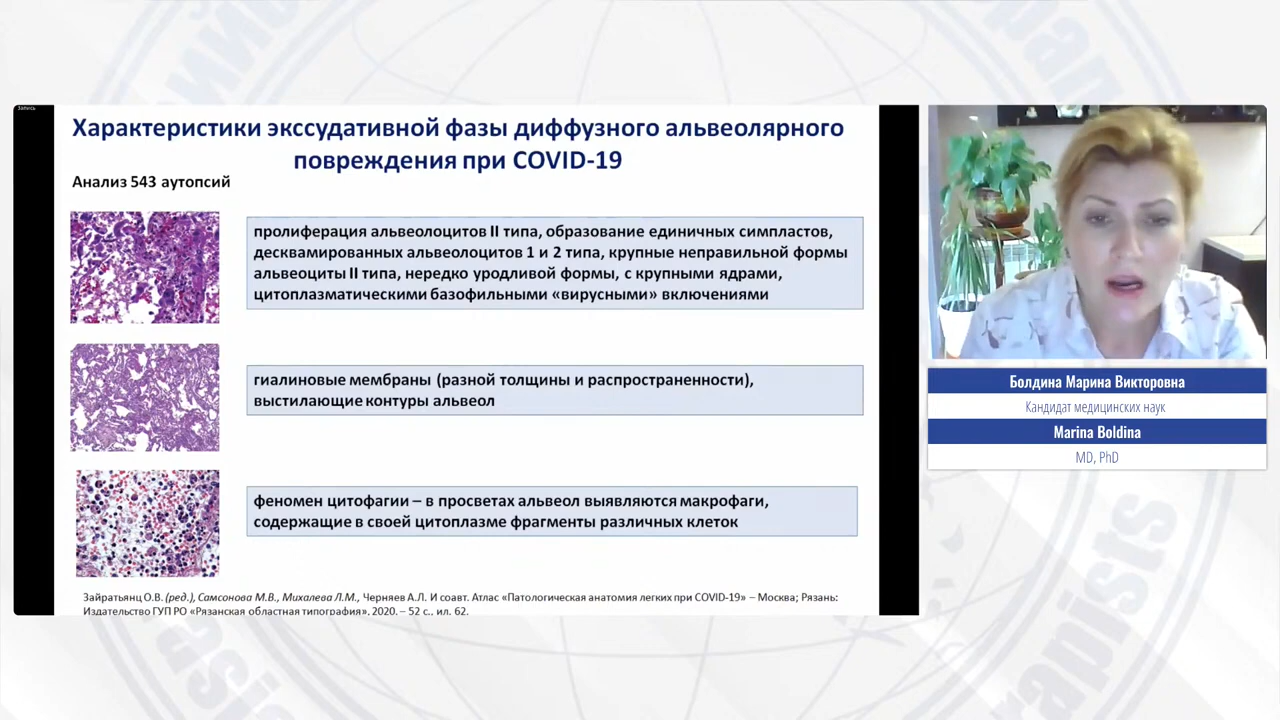 Запись
Характеристики экссудативной фазы диффузного альвеолярного
повреждения при COVID-19
Анализ 543 аутопсий
пролиферация альвеолоцитов II типа, образование единичных симпластов,
десквамированных альвеолоцитов 1 и 2 типа, крупные неправильной формы
альвеоциты II типа, нередко уродливой формы, с крупными ядрами,
цитоплазматическими базофильными «вирусными» включениями
гиалиновые мембраны (разной толщины и распространенности),
выстилающие контуры альвеол
феномен цитофагии – в просветах альвеол выявляются макрофаги,
содержащие в своей цитоплазме фрагменты различных клеток
Зайратьянц О.В. (ред.), Самсонова М.В., Михалева Л.М., Черняев А.Л. И соавт. Атлас «Патологическая анатомия легких при COVID-19» – Москва; Рязань:
Издательство ГУП РО «Рязанская областная типография», 2020. – 52 с., ил. 62.
Болдина Марина Викторовна
Кандидат медицинских наук
Marina Boldina
MD, PhD